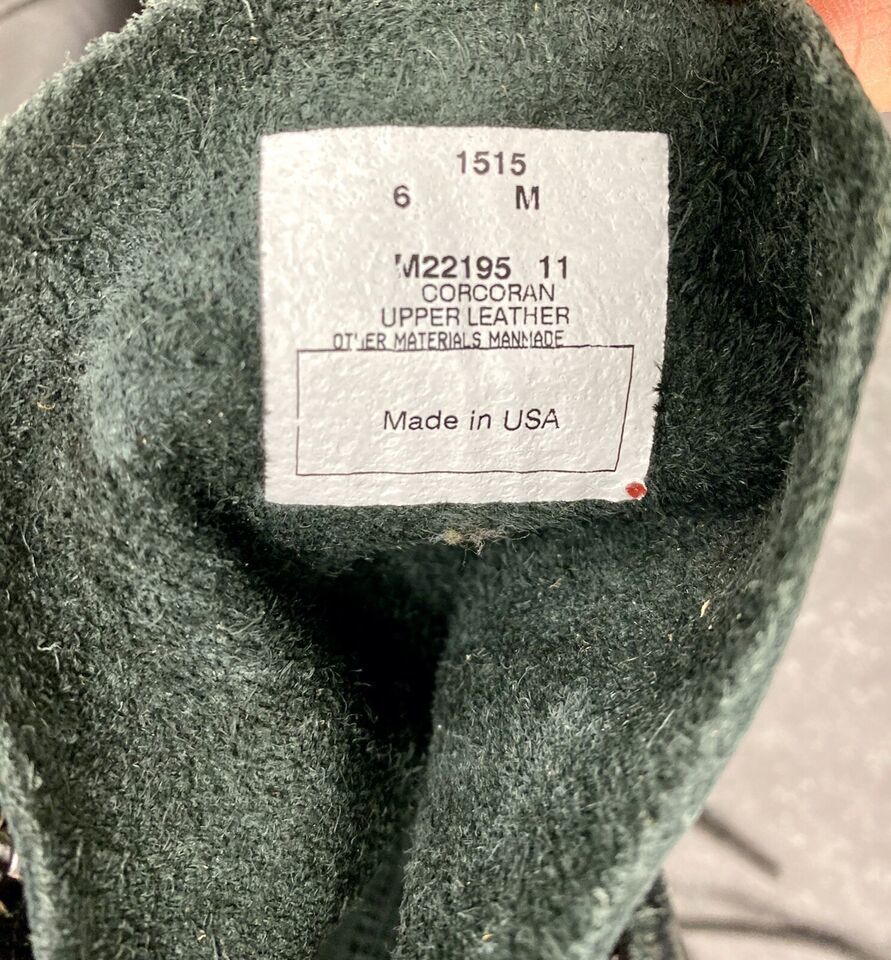 1515
6 M
M22195 11
CORCORAN
UPPER LEATHER
OTHER MATERIALS MANMADE
Made in USA